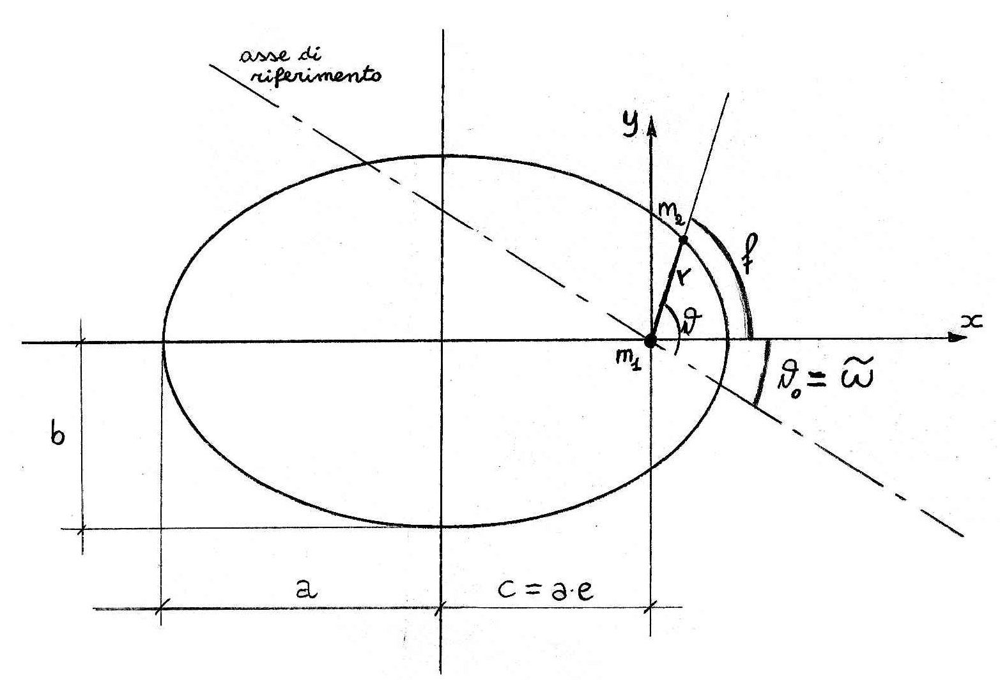 asse di
riferimento
y
m₂
f
r
ϑ
x
m₁
ϑ₀ = ω̃
b
a
c = a·e